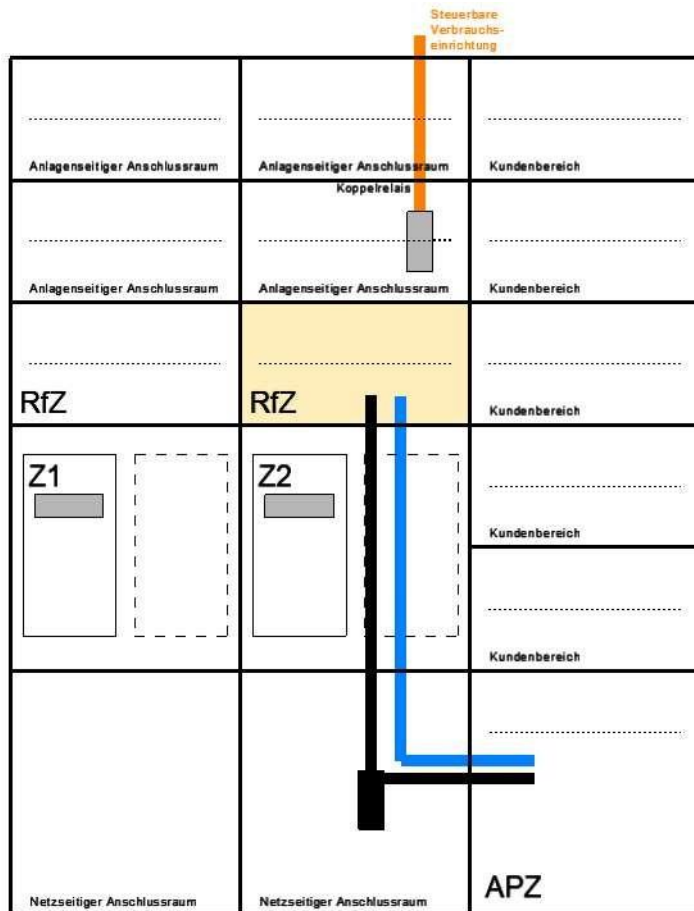 Steuerbare
Verbrauchs-
einrichtung
Anlagenseitiger Anschlussraum
Anlagenseitiger Anschlussraum
Kundenbereich
Koppelrelais
Anlagenseitiger Anschlussraum
Anlagenseitiger Anschlussraum
Kundenbereich
RfZ
RfZ
Kundenbereich
Z1
Z2
Kundenbereich
Kundenbereich
Netzseitiger Anschlussraum
Netzseitiger Anschlussraum
APZ